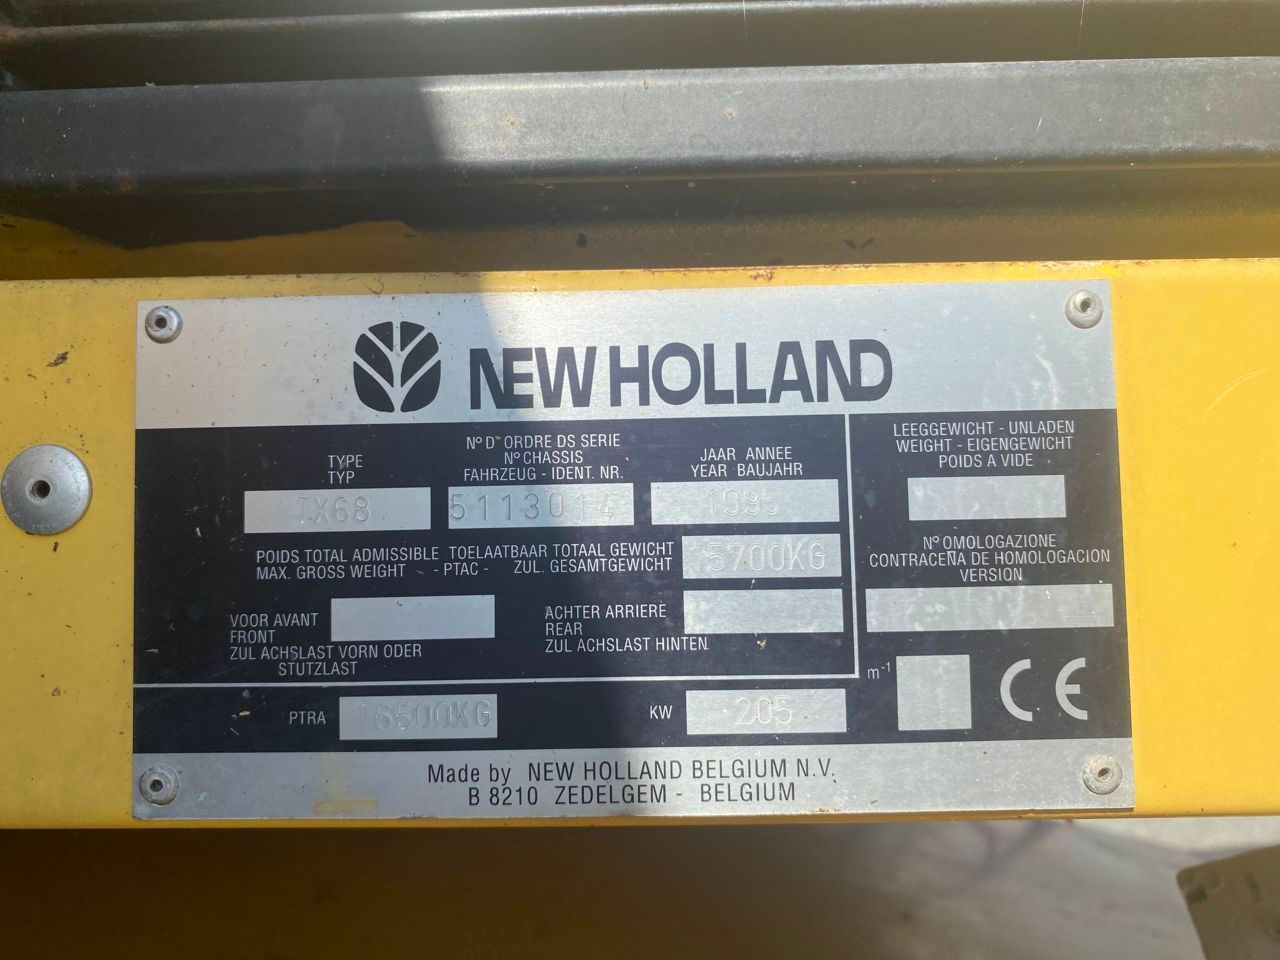 NEW HOLLAND
TYPE
TYP
TX68
N° D' ORDRE DS SERIE
N° CHASSIS
FAHRZEUG - IDENT. NR.
5113014
JAAR ANNEE
YEAR BAUJAHR
1995
LEEGGEWICHT - UNLADEN
WEIGHT - EIGENGEWICHT
POIDS A VIDE
POIDS TOTAL ADMISSIBLE TOELAATBAAR TOTAAL GEWICHT
MAX. GROSS WEIGHT - PTAC - ZUL. GESAMTGEWICHT
15700KG
N° OMOLOGAZIONE
CONTRACENA DE HOMOLOGACION
VERSION
VOOR AVANT
FRONT
ZUL ACHSLAST VORN ODER
STUTZLAST
ACHTER ARRIERE
REAR
ZUL ACHSLAST HINTEN
PTRA 16500KG
KW 205
m-1
CE
Made by NEW HOLLAND BELGIUM N.V.
B 8210 ZEDELGEM - BELGIUM